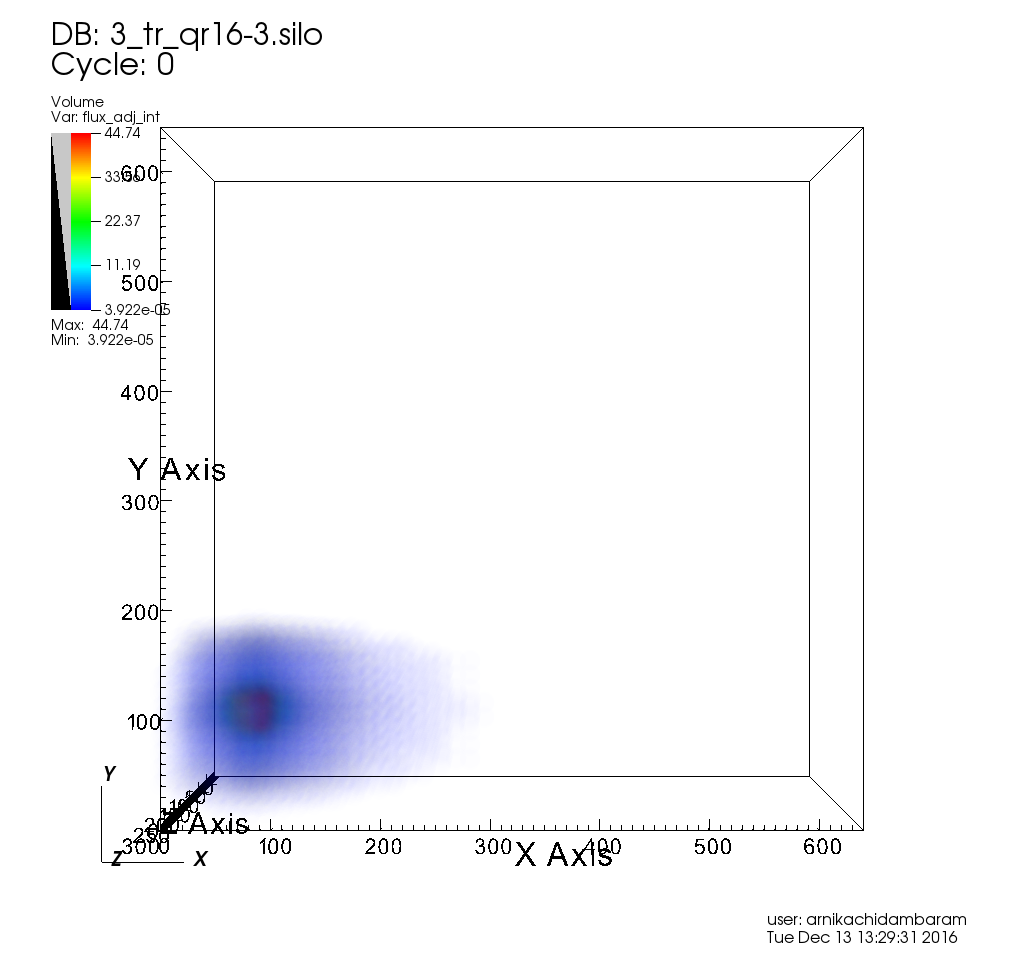 DB: 3_tr_qr16-3.silo
Cycle: 0
Volume
Var: flux_adj_int
44.74
33.56
22.37
11.19
3.922e-05
Max: 44.74
Min: 3.922e-05
600
500
400
Y Axis
300
200
100
Y
Axis
Z X
100 200 300 400 500 600
X Axis
user: arnikachidambaram
Tue Dec 13 13:29:31 2016